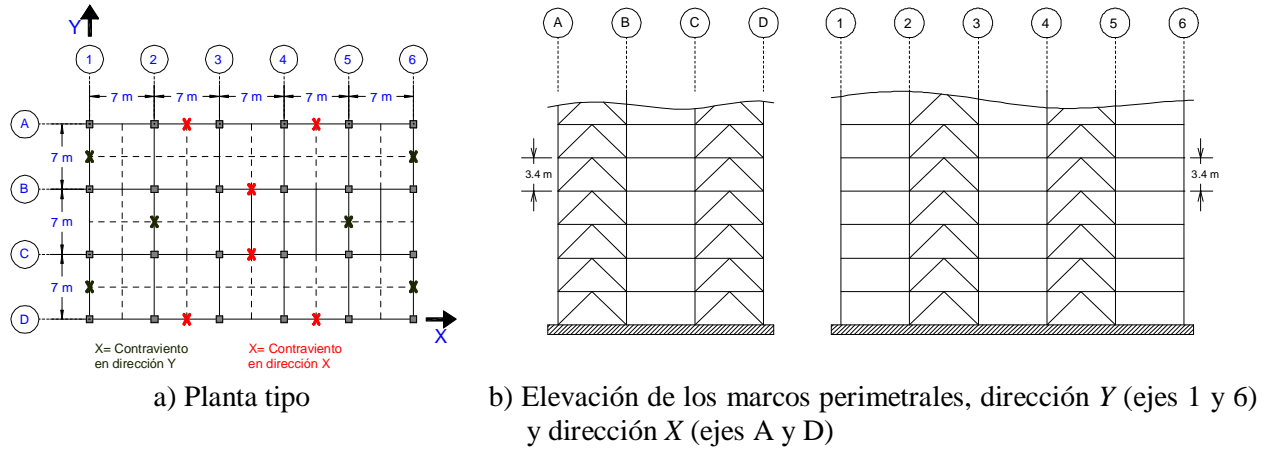 Y
1 2 3 4 5 6
7 m 7 m 7 m 7 m 7 m
A
7 m
B
7 m
C
7 m
D
X
X= Contraviento
en dirección Y
X= Contraviento
en dirección X
A B C D
3.4 m
1 2 3 4 5 6
3.4 m
a) Planta tipo
b) Elevación de los marcos perimetrales, dirección Y (ejes 1 y 6)
y dirección X (ejes A y D)